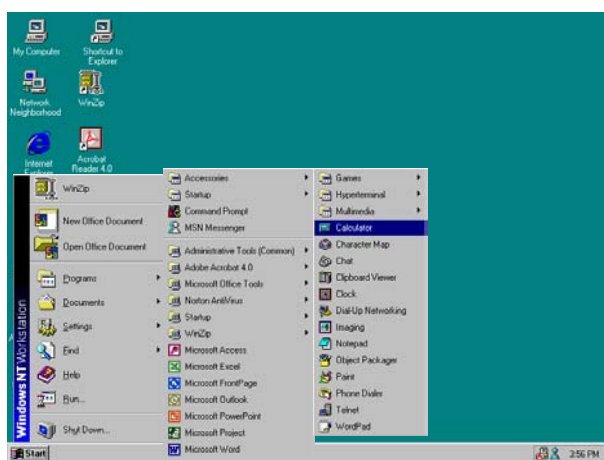 My Computer
Shortcut to
Explorer
Network
Neighborhood
WinZip
Internet
Explorer
Acrobat
Reader 4.0
WinZip
New Office Document
Open Office Document
Programs
Documents
Settings
Find
Help
Run...
Shut Down...
Windows NT Workstation
Accessories
Startup
Command Prompt
MSN Messenger
Administrative Tools (Common)
Adobe Acrobat 4.0
Microsoft Office Tools
Norton AntiVirus
Startup
WinZip
Microsoft Access
Microsoft Excel
Microsoft FrontPage
Microsoft Outlook
Microsoft PowerPoint
Microsoft Project
Microsoft Word
Games
Hyperterminal
Multimedia
Calculator
Character Map
Chat
Clipboard Viewer
Clock
Dial-Up Networking
Imaging
Notepad
Object Packager
Paint
Phone Dialer
Telnet
WordPad
Start
2:56 PM